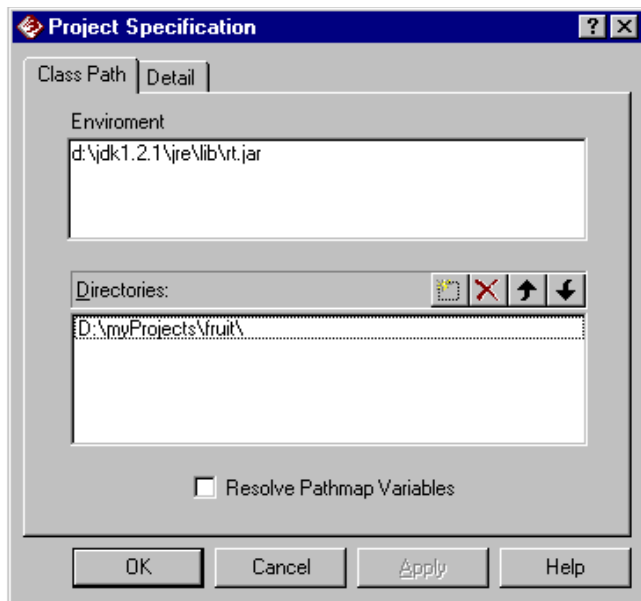 Project Specification
Class Path
Detail
Enviroment
d:\jdk1.2.1\jre\lib\rt.jar
Directories:
D:\myProjects\fruit\
Resolve Pathmap Variables
OK
Cancel
Apply
Help